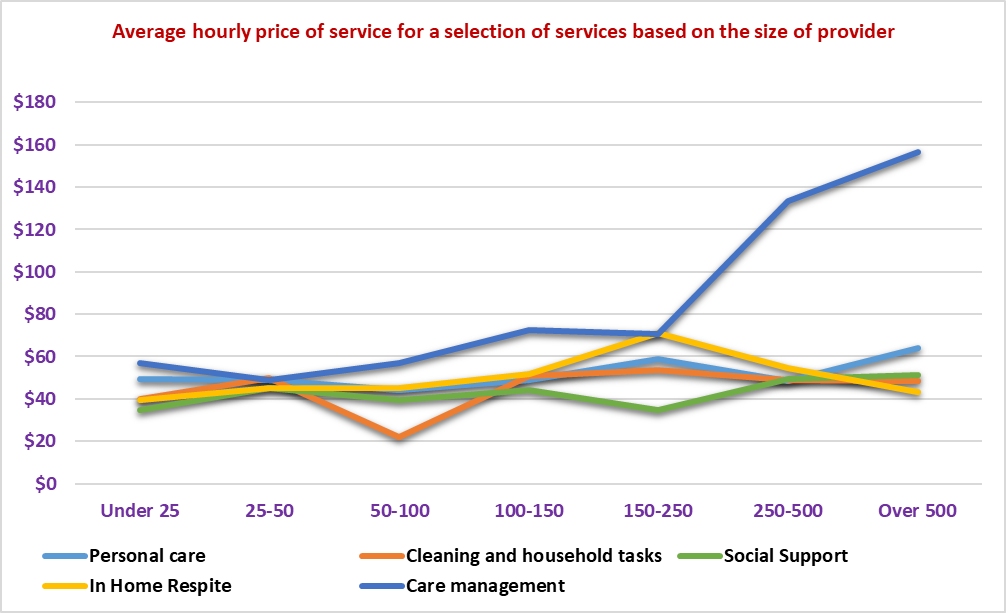 Average hourly price of service for a selection of services based on the size of provider
$180
$160
$140
$120
$100
$80
$60
$40
$20
$0
Under 25 25-50 50-100 100-150 150-250 250-500 Over 500
Personal care Cleaning and household tasks Social Support
In Home Respite Care management